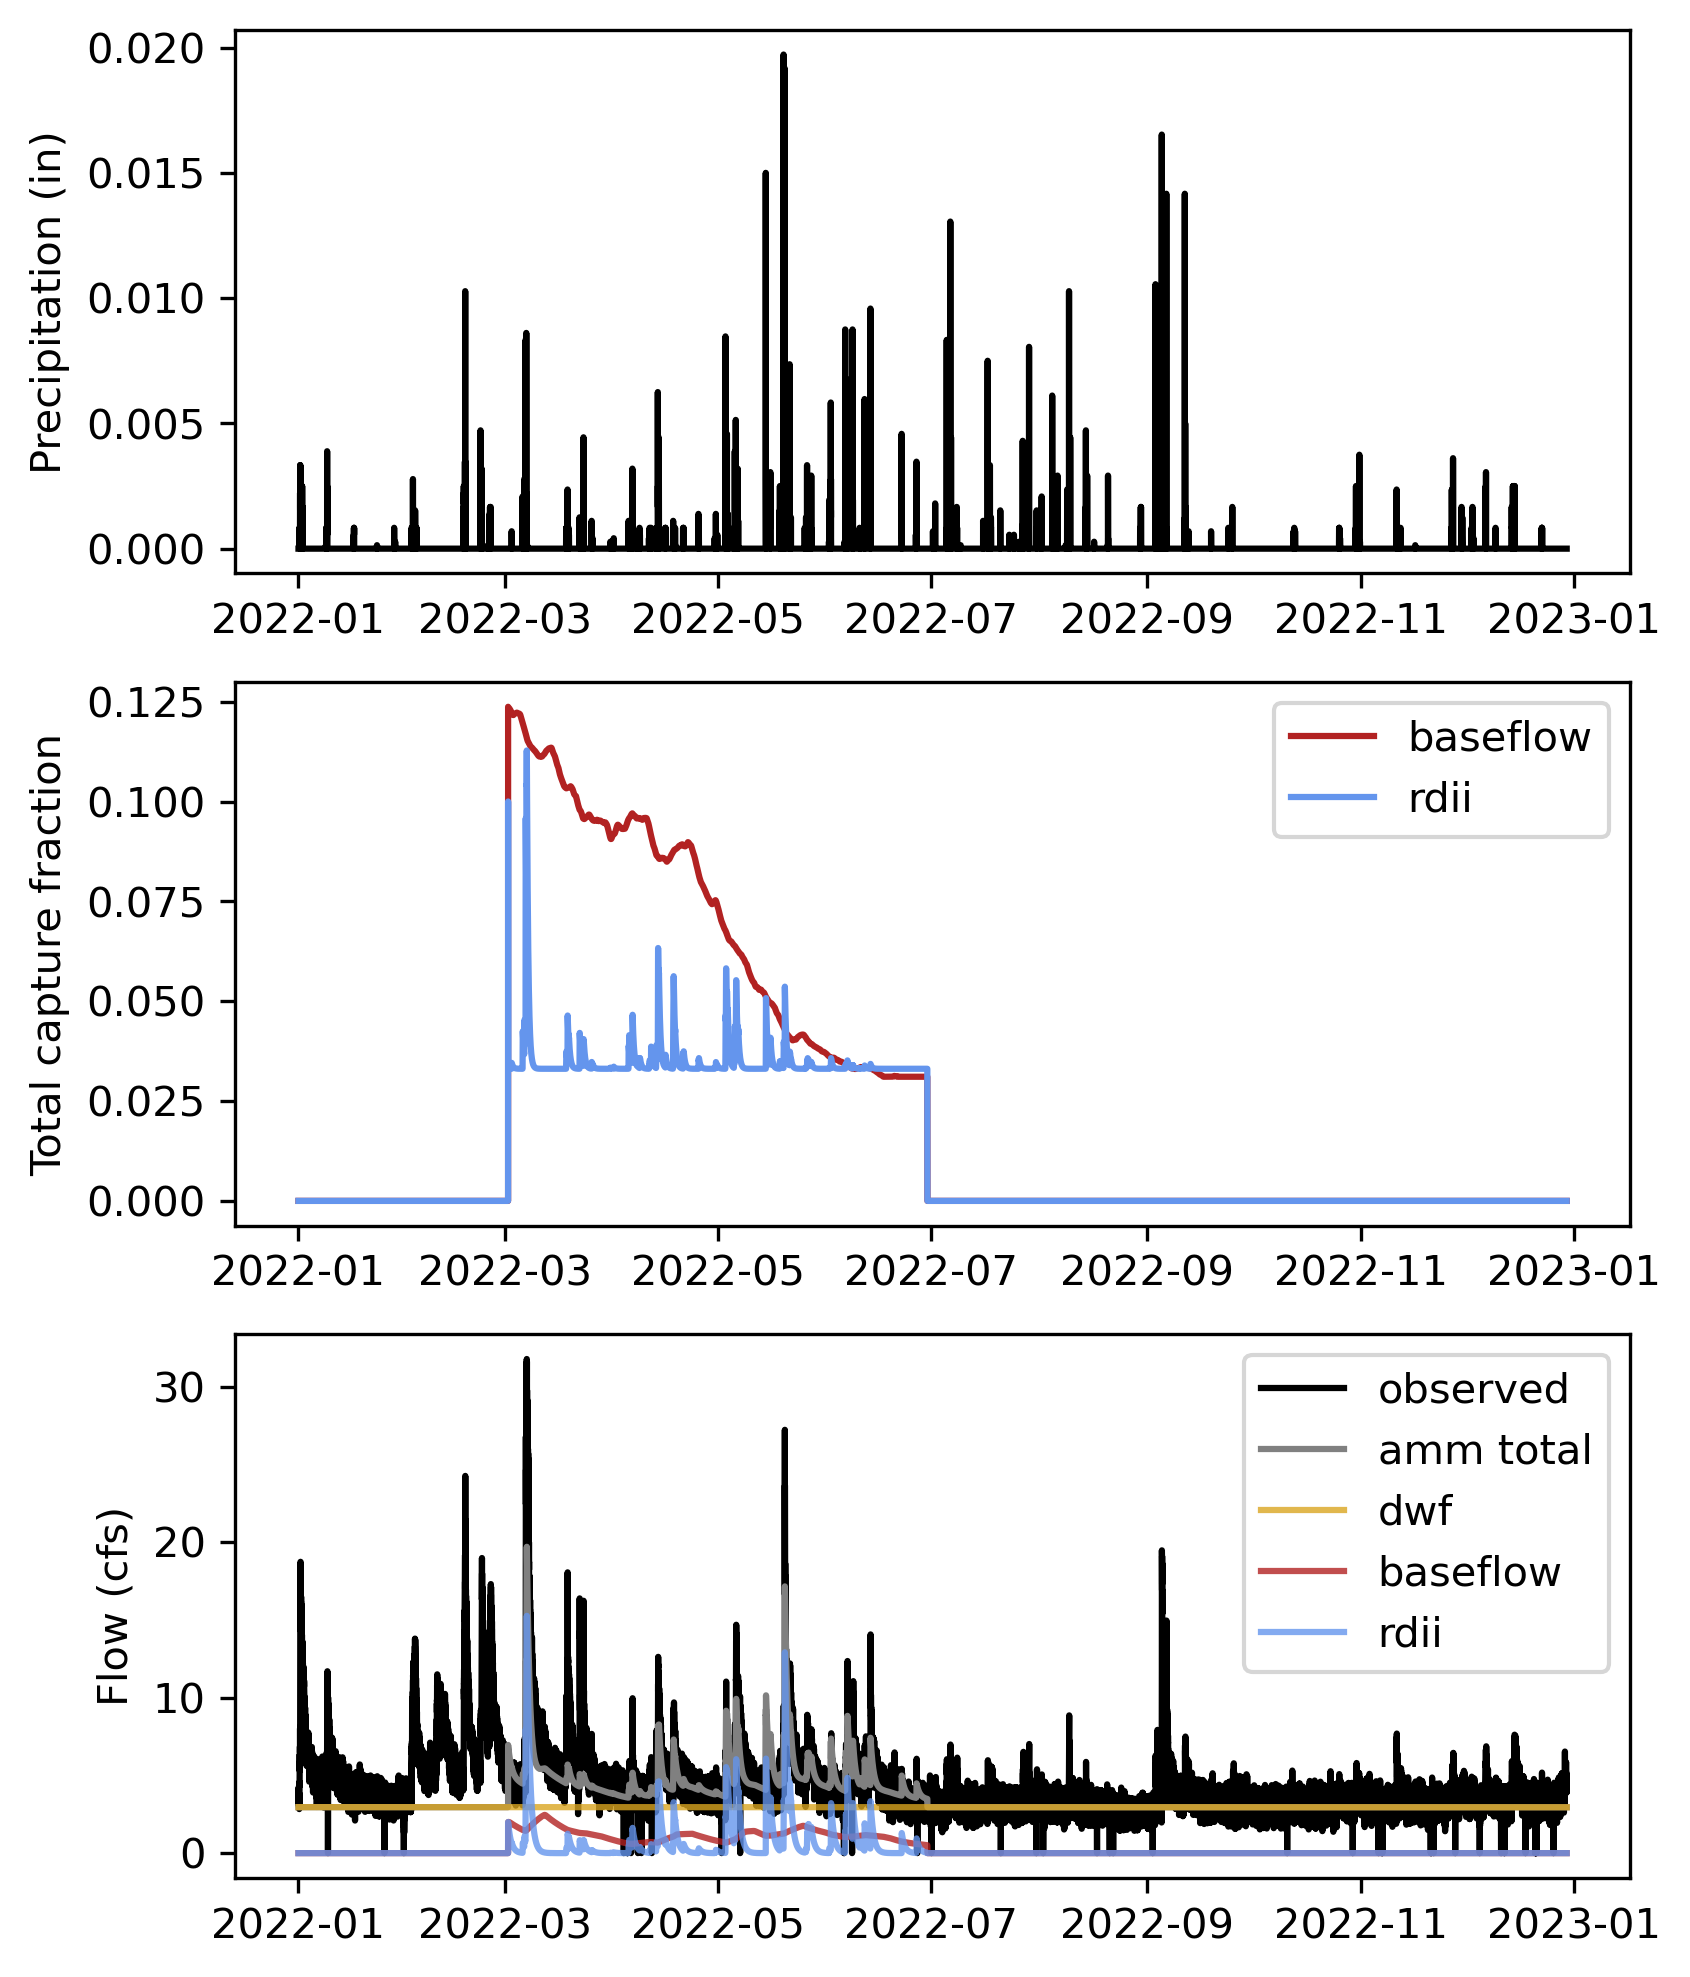 Precipitation (in)
0.020
0.015
0.010
0.005
0.000
2022-01 2022-03 2022-05 2022-07 2022-09 2022-11 2023-01
Total capture fraction
0.125
0.100
0.075
0.050
0.025
0.000
baseflow
rdii
2022-01 2022-03 2022-05 2022-07 2022-09 2022-11 2023-01
Flow (cfs)
30
20
10
0
observed
amm total
dwf
baseflow
rdii
2022-01 2022-03 2022-05 2022-07 2022-09 2022-11 2023-01